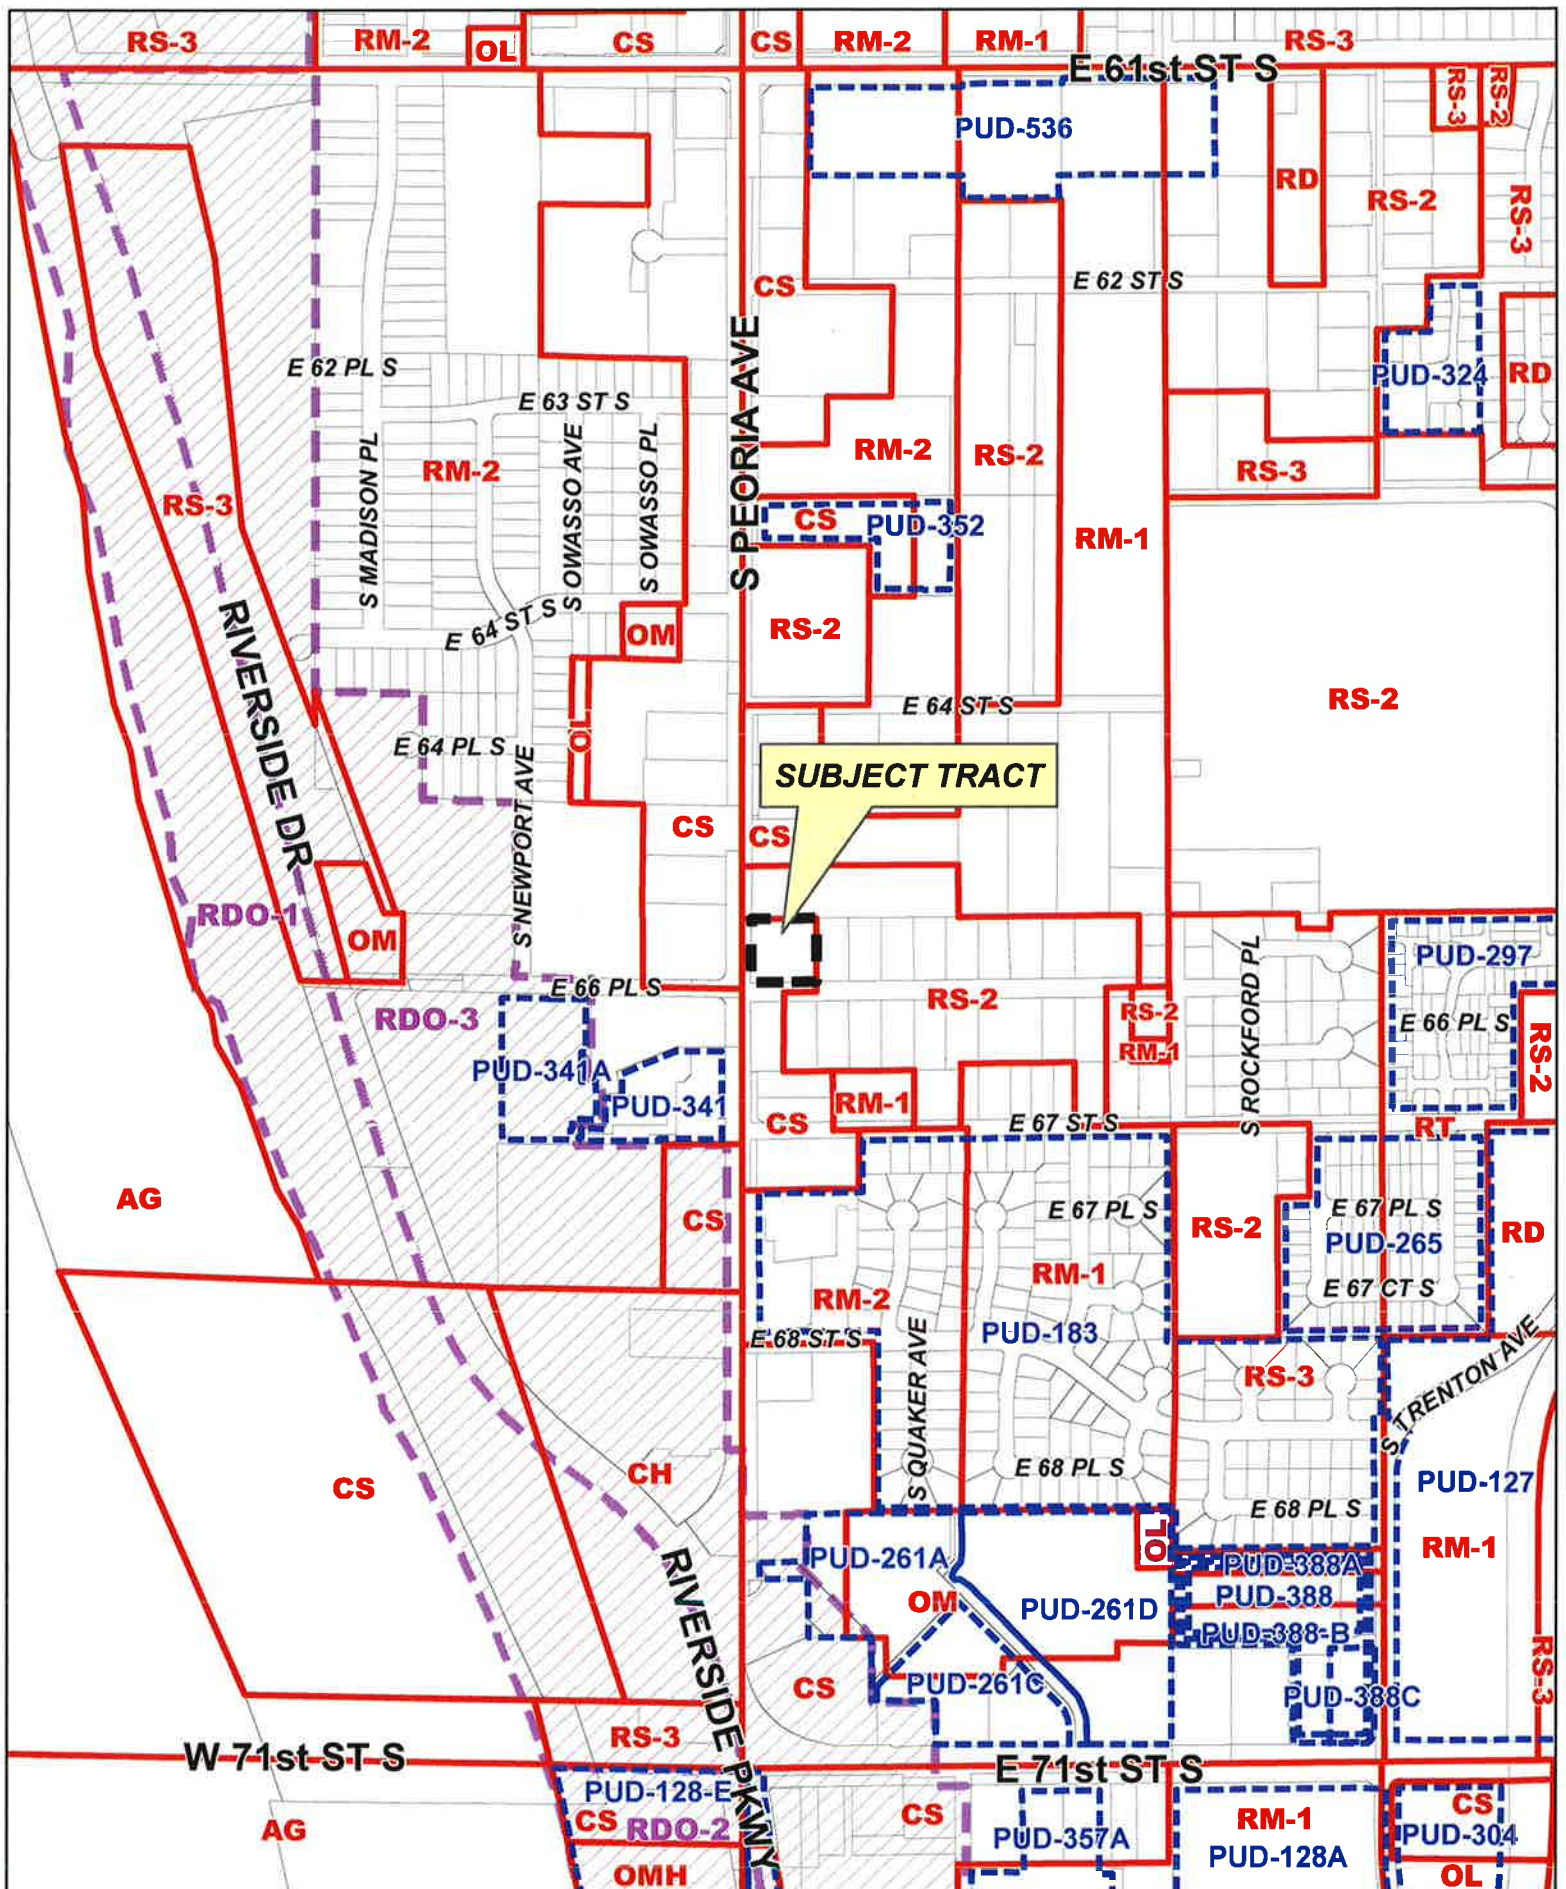 RS-3
RM-2
OL
CS
CS
RM-2
RM-1
RS-3
E 61st ST S
RS-3
RS-2
PUD-536
RD
RS-2
RS-3
CS
E 62 ST S
E 62 PL S
PUD-324
RD
E 63 ST S
S PEORIA AVE
RM-2
RM-2
RS-2
RS-3
RS-3
S MADISON PL
S OWASSO AVE
S OWASSO PL
CS
PUD-352
RM-1
E 64 ST S
OM
RS-2
RIVERSIDE DR
RS-2
E 64 ST S
OL
E 64 PL S
SUBJECT TRACT
S NEWPORT AVE
CS
CS
RDO-1
OM
PUD-297
E 66 PL S
RS-2
RDO-3
RS-2
S ROCKFORD PL
E 66 PL S
RM-1
RS-2
PUD-341A
PUD-341
RM-1
CS
E 67 ST S
RT
AG
CS
E 67 PL S
RS-2
E 67 PL S
PUD-265
RD
RM-1
E 67 CT S
RM-2
E 68 ST S
PUD-183
S QUAKER AVE
RS-3
S TRENTON AVE
CS
CH
E 68 PL S
PUD-127
E 68 PL S
OL
RM-1
PUD-261A
PUD-388A
OM
PUD-261D
PUD-388
PUD-388-B
RIVERSIDE PKWY
CS
PUD-261C
PUD-388C
RS-3
RS-3
W 71st ST S
E 71st ST S
PUD-128-E
CS
RDO-2
CS
RM-1
CS
AG
PUD-357A
PUD-304
PUD-128A
OMH
OL